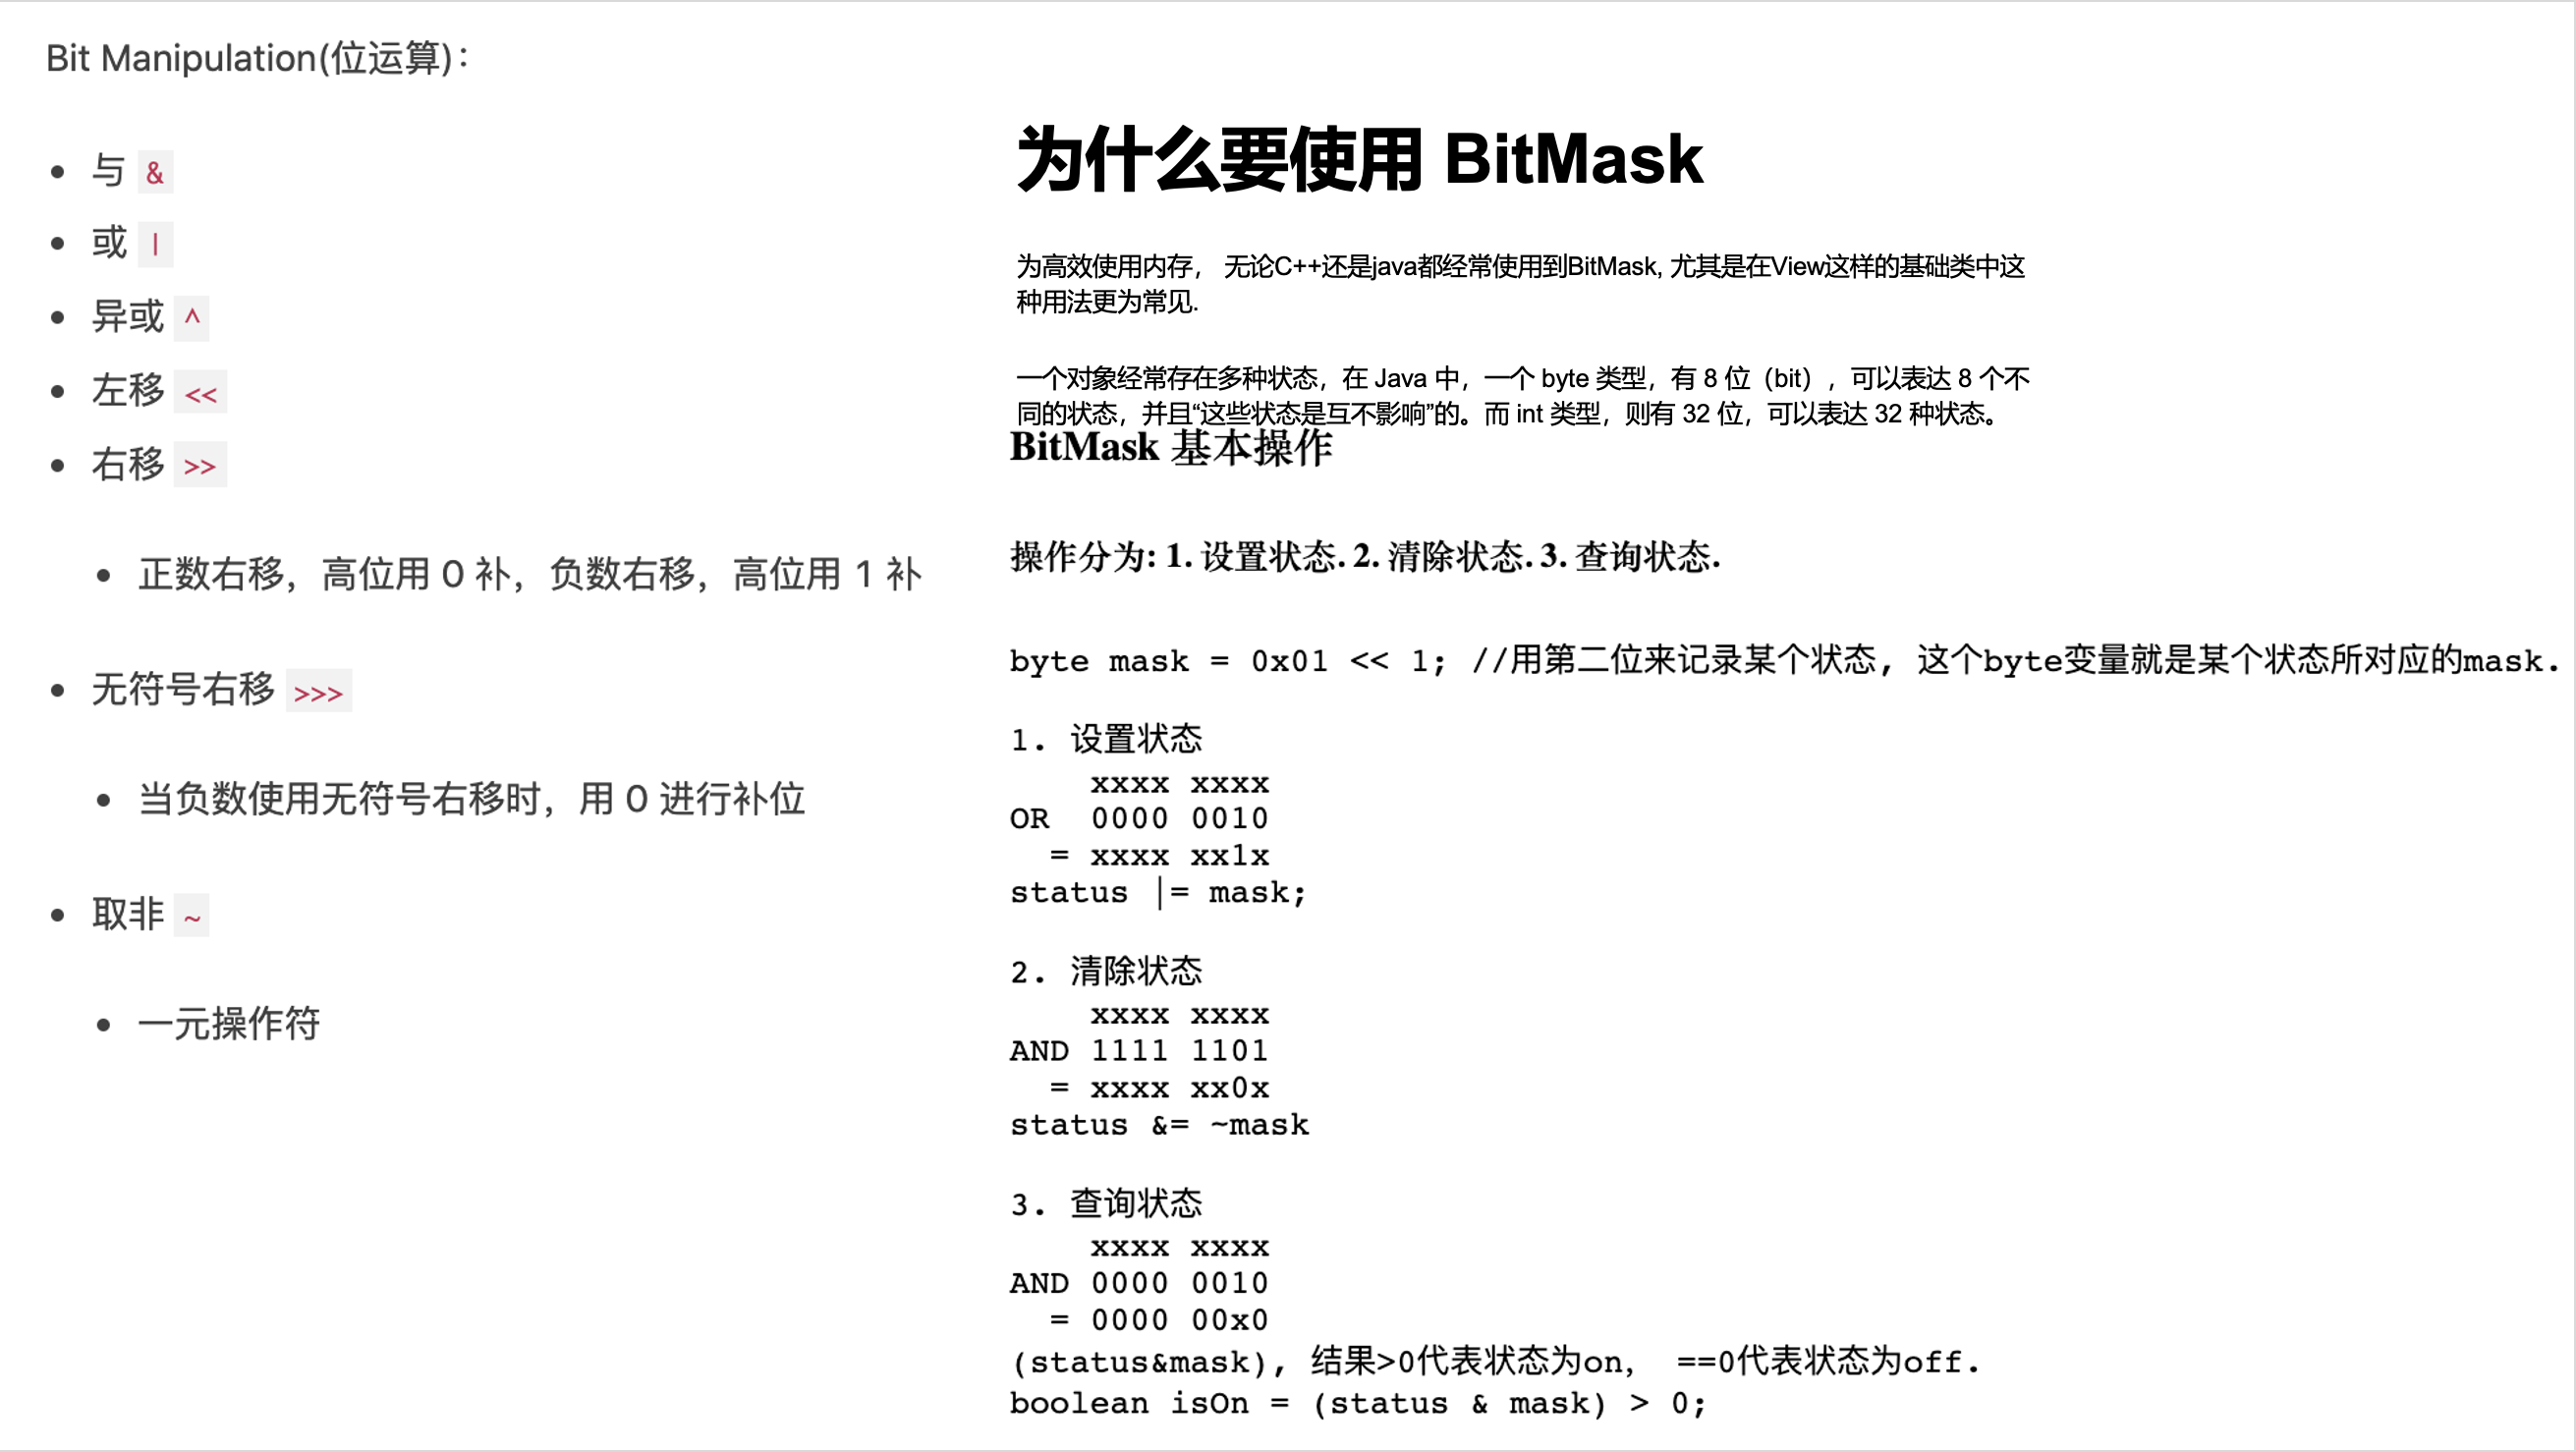 Bit Manipulation(位运算)：
与 &
或 |
异或 ^
左移 <<
右移 >>
正数右移，高位用 0 补，负数右移，高位用 1 补
无符号右移 >>>
当负数使用无符号右移时，用 0 进行补位
取非 ~
一元操作符
为什么要使用 BitMask
为高效使用内存， 无论C++还是java都经常使用到BitMask, 尤其是在View这样的基础类中这
种用法更为常见.
一个对象经常存在多种状态，在 Java 中，一个 byte 类型，有 8 位（bit），可以表达 8 个不
同的状态，并且“这些状态是互不影响”的。而 int 类型，则有 32 位，可以表达 32 种状态。
BitMask 基本操作
操作分为: 1. 设置状态. 2. 清除状态. 3. 查询状态.
byte mask = 0x01 << 1; //用第二位来记录某个状态, 这个byte变量就是某个状态所对应的mask.
1. 设置状态
xxxx xxxx
OR 0000 0010
= xxxx xx1x
status |= mask;
2. 清除状态
xxxx xxxx
AND 1111 1101
= xxxx xx0x
status &= ~mask
3. 查询状态
xxxx xxxx
AND 0000 0010
= 0000 00x0
(status&mask), 结果>0代表状态为on, ==0代表状态为off.
boolean isOn = (status & mask) > 0;